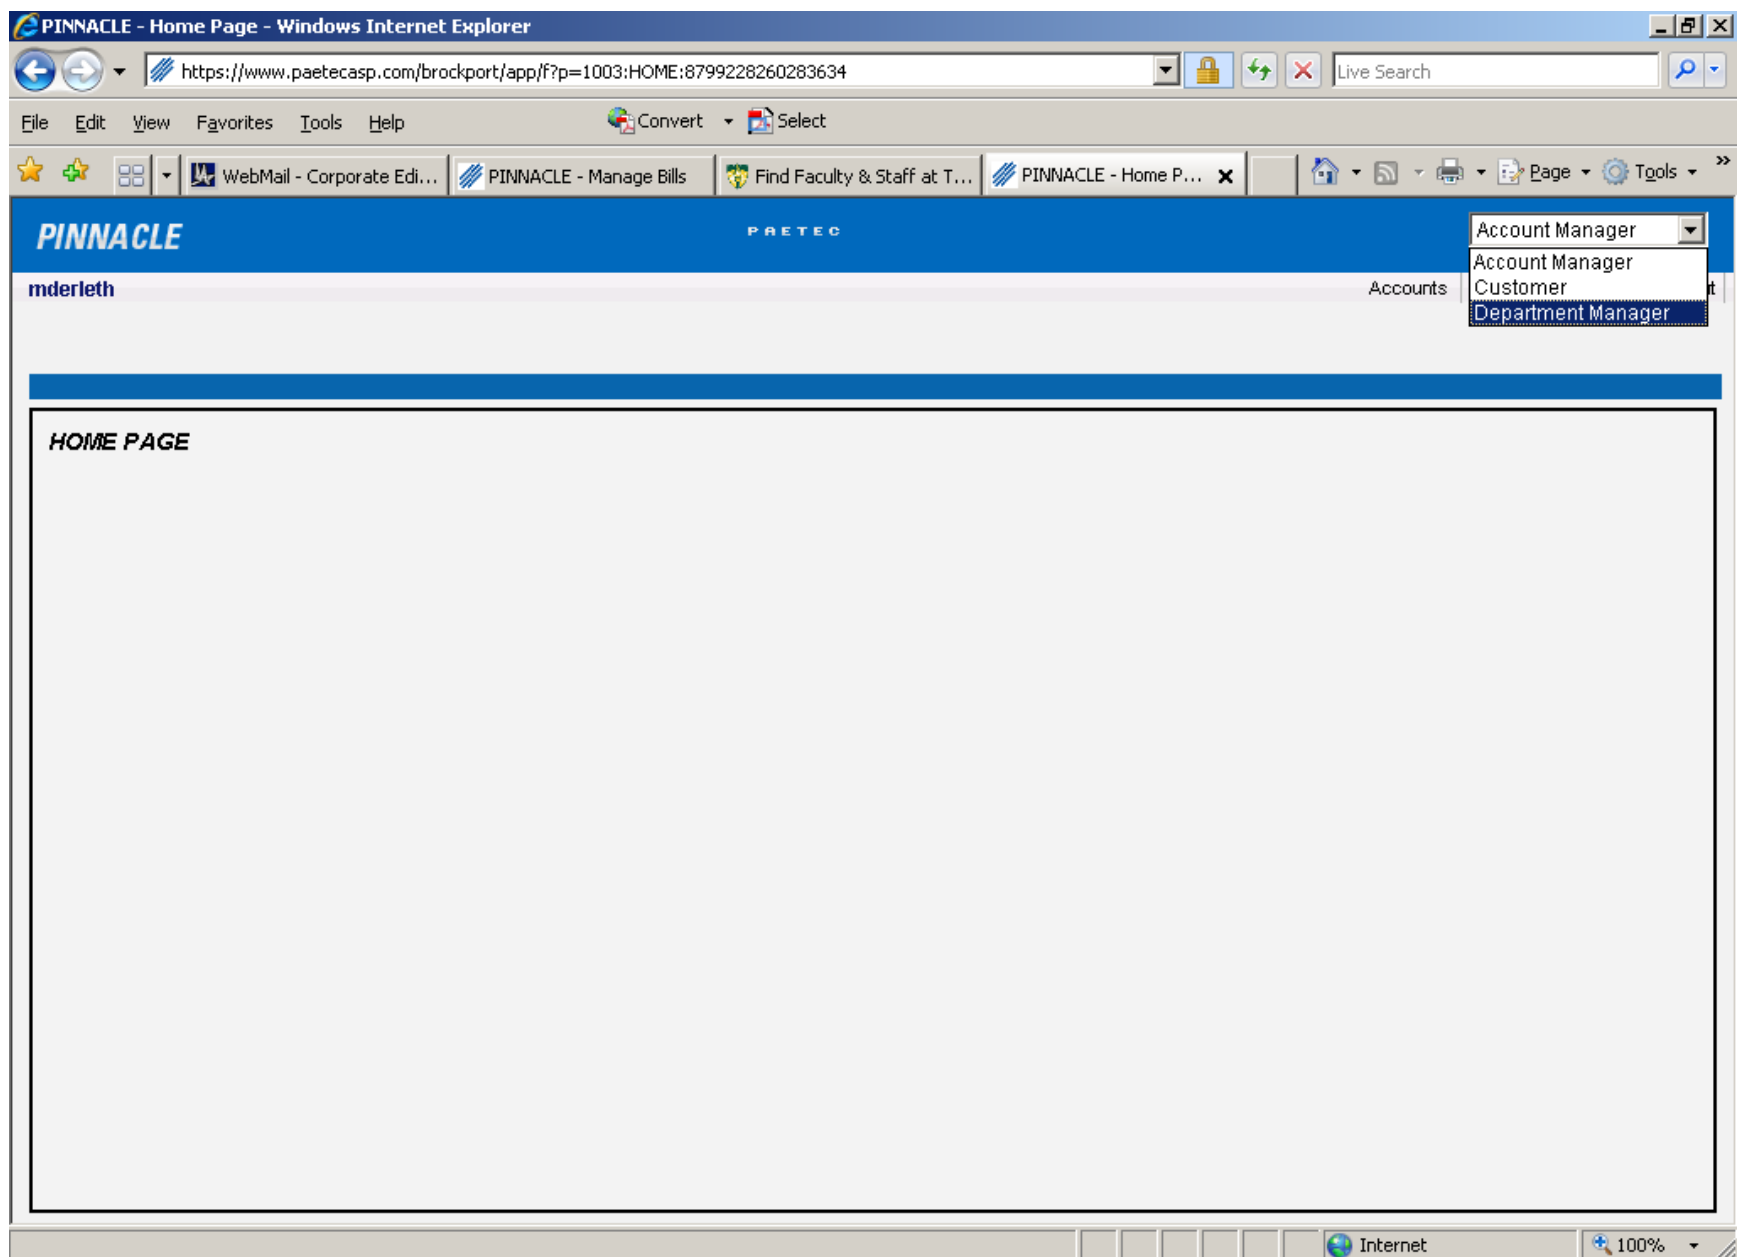 PINNACLE - Home Page - Windows Internet Explorer
https://www.paetecasp.com/brockport/app/f?p=1003:HOME:8799228260283634
Live Search
File Edit View Favorites Tools Help Convert Select
WebMail - Corporate Edi... PINNACLE - Manage Bills Find Faculty & Staff at T... PINNACLE - Home P... Page Tools »
PINNACLE PAETEC Account Manager
Account Manager
mderleth Accounts Customer
Department Manager
HOME PAGE
Internet 100%